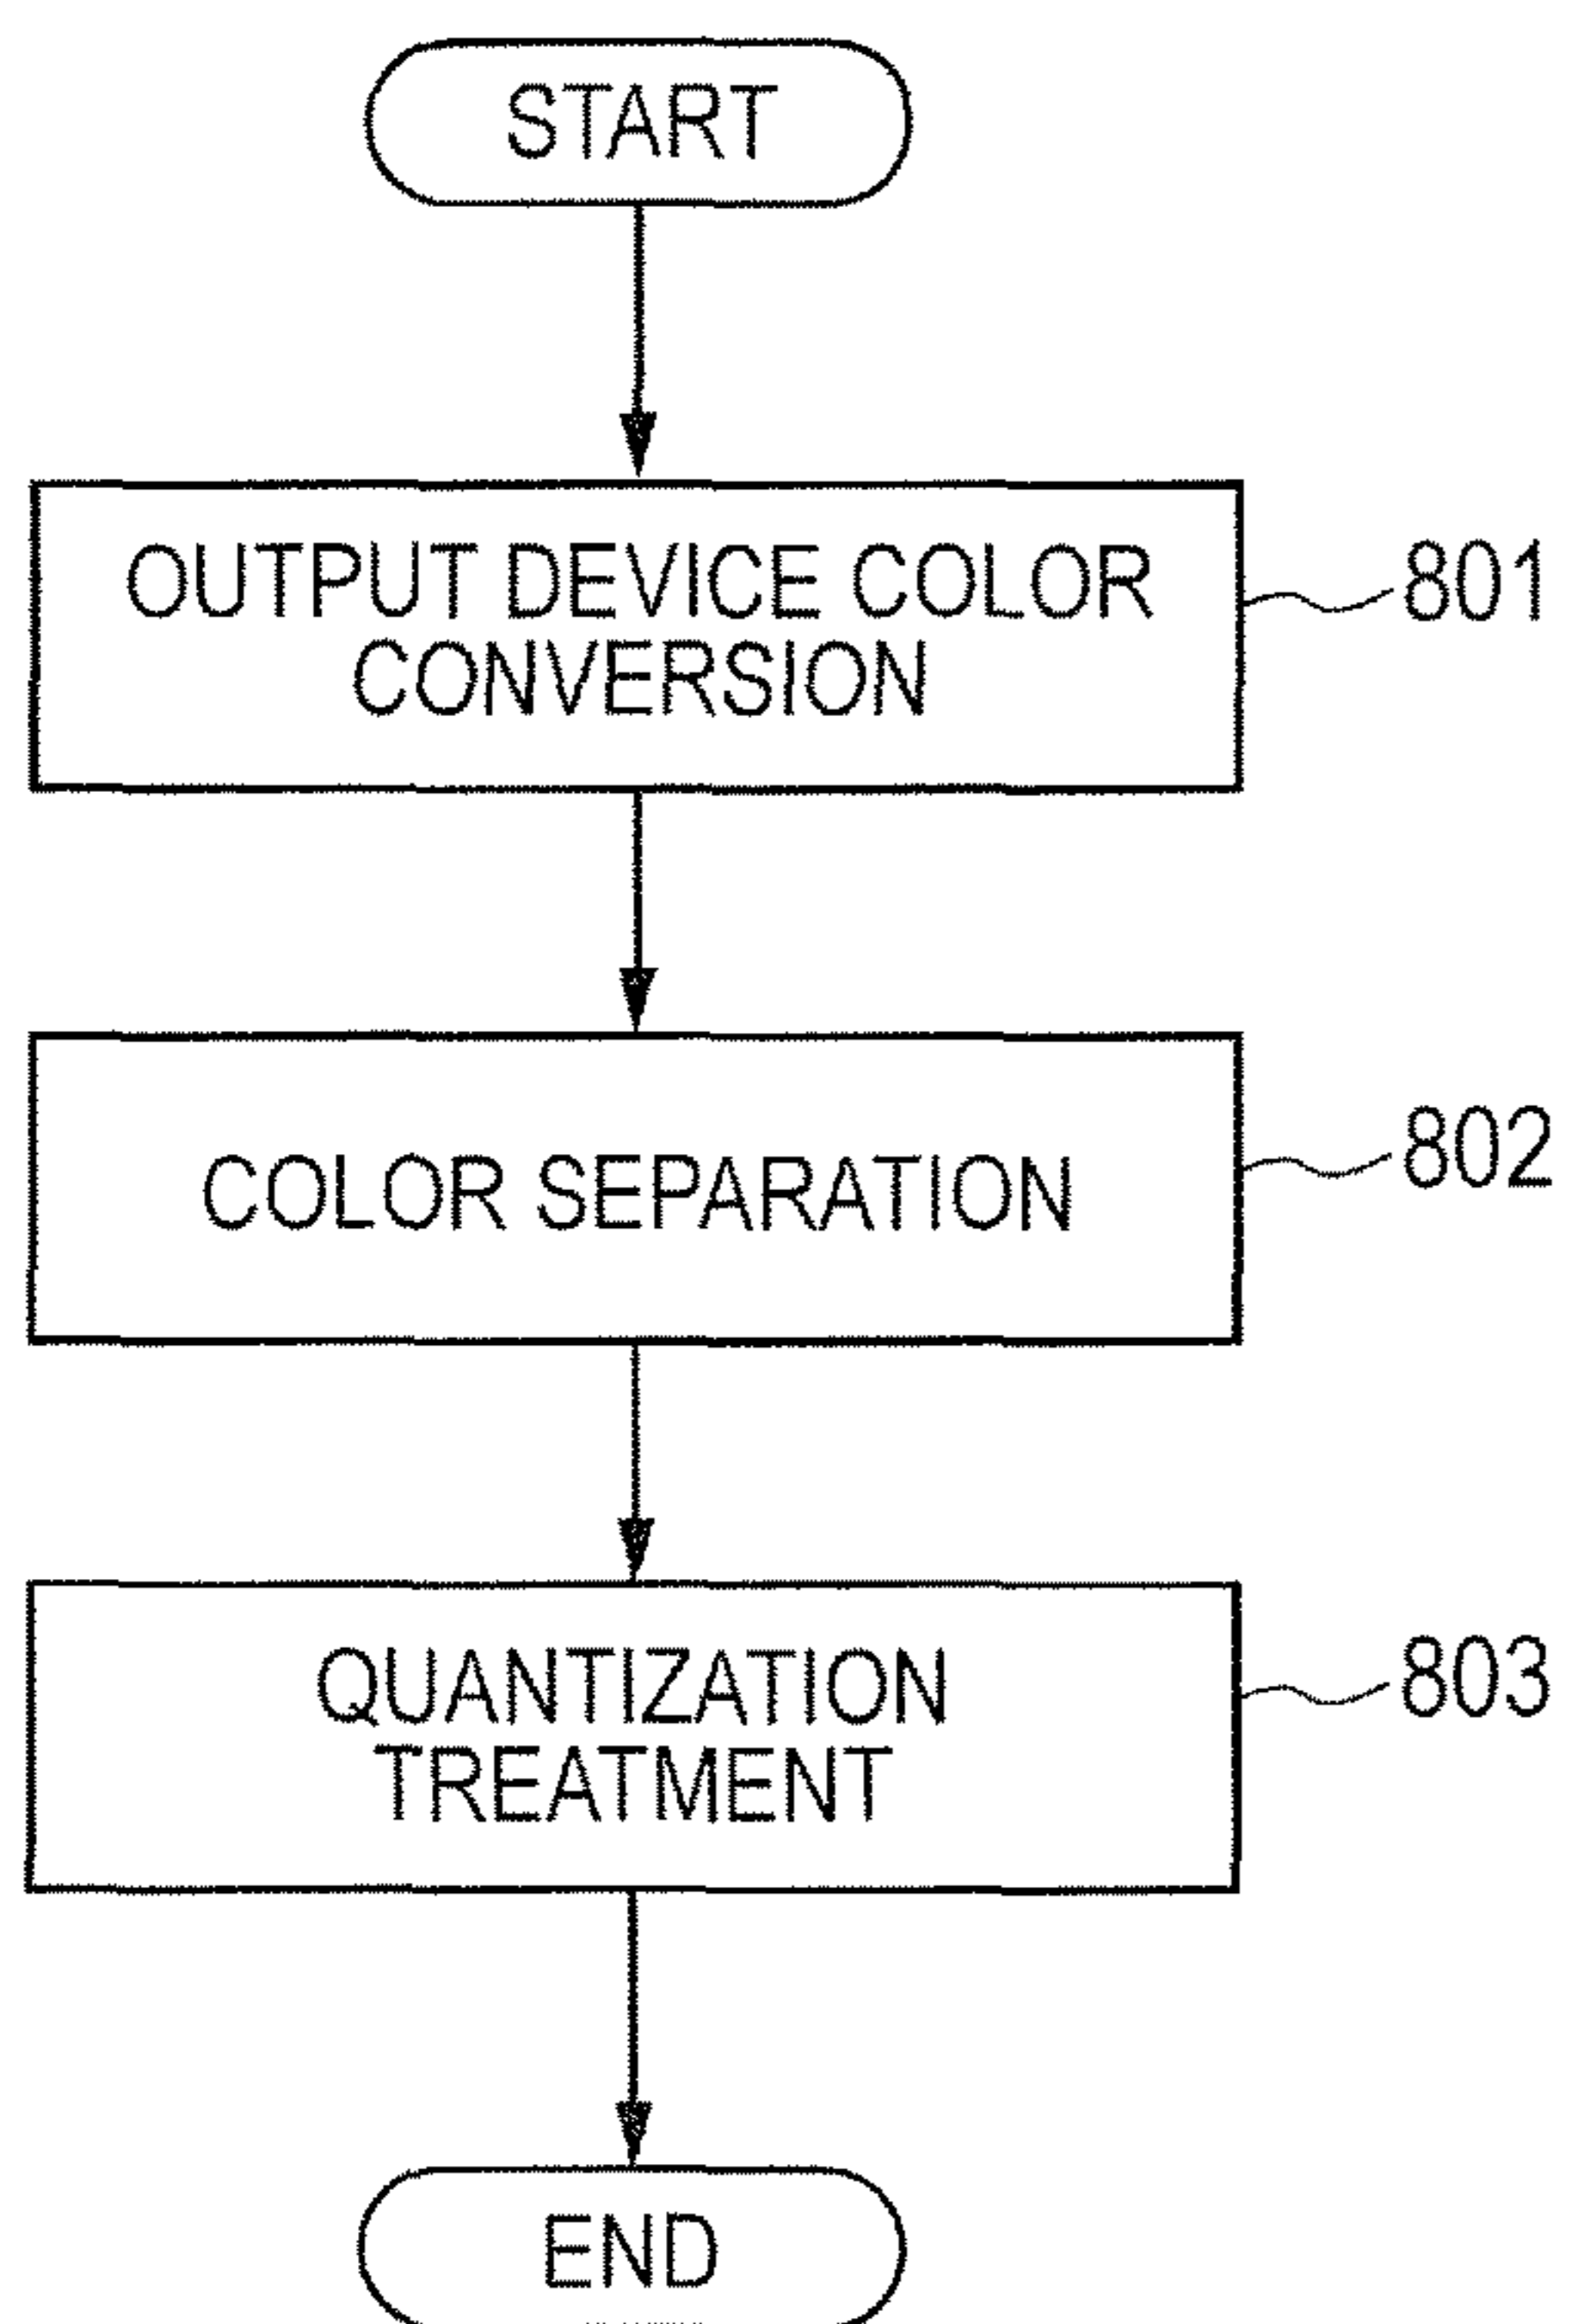 START
OUTPUT DEVICE COLOR
CONVERSION
801
COLOR SEPARATION
802
QUANTIZATION
TREATMENT
803
END